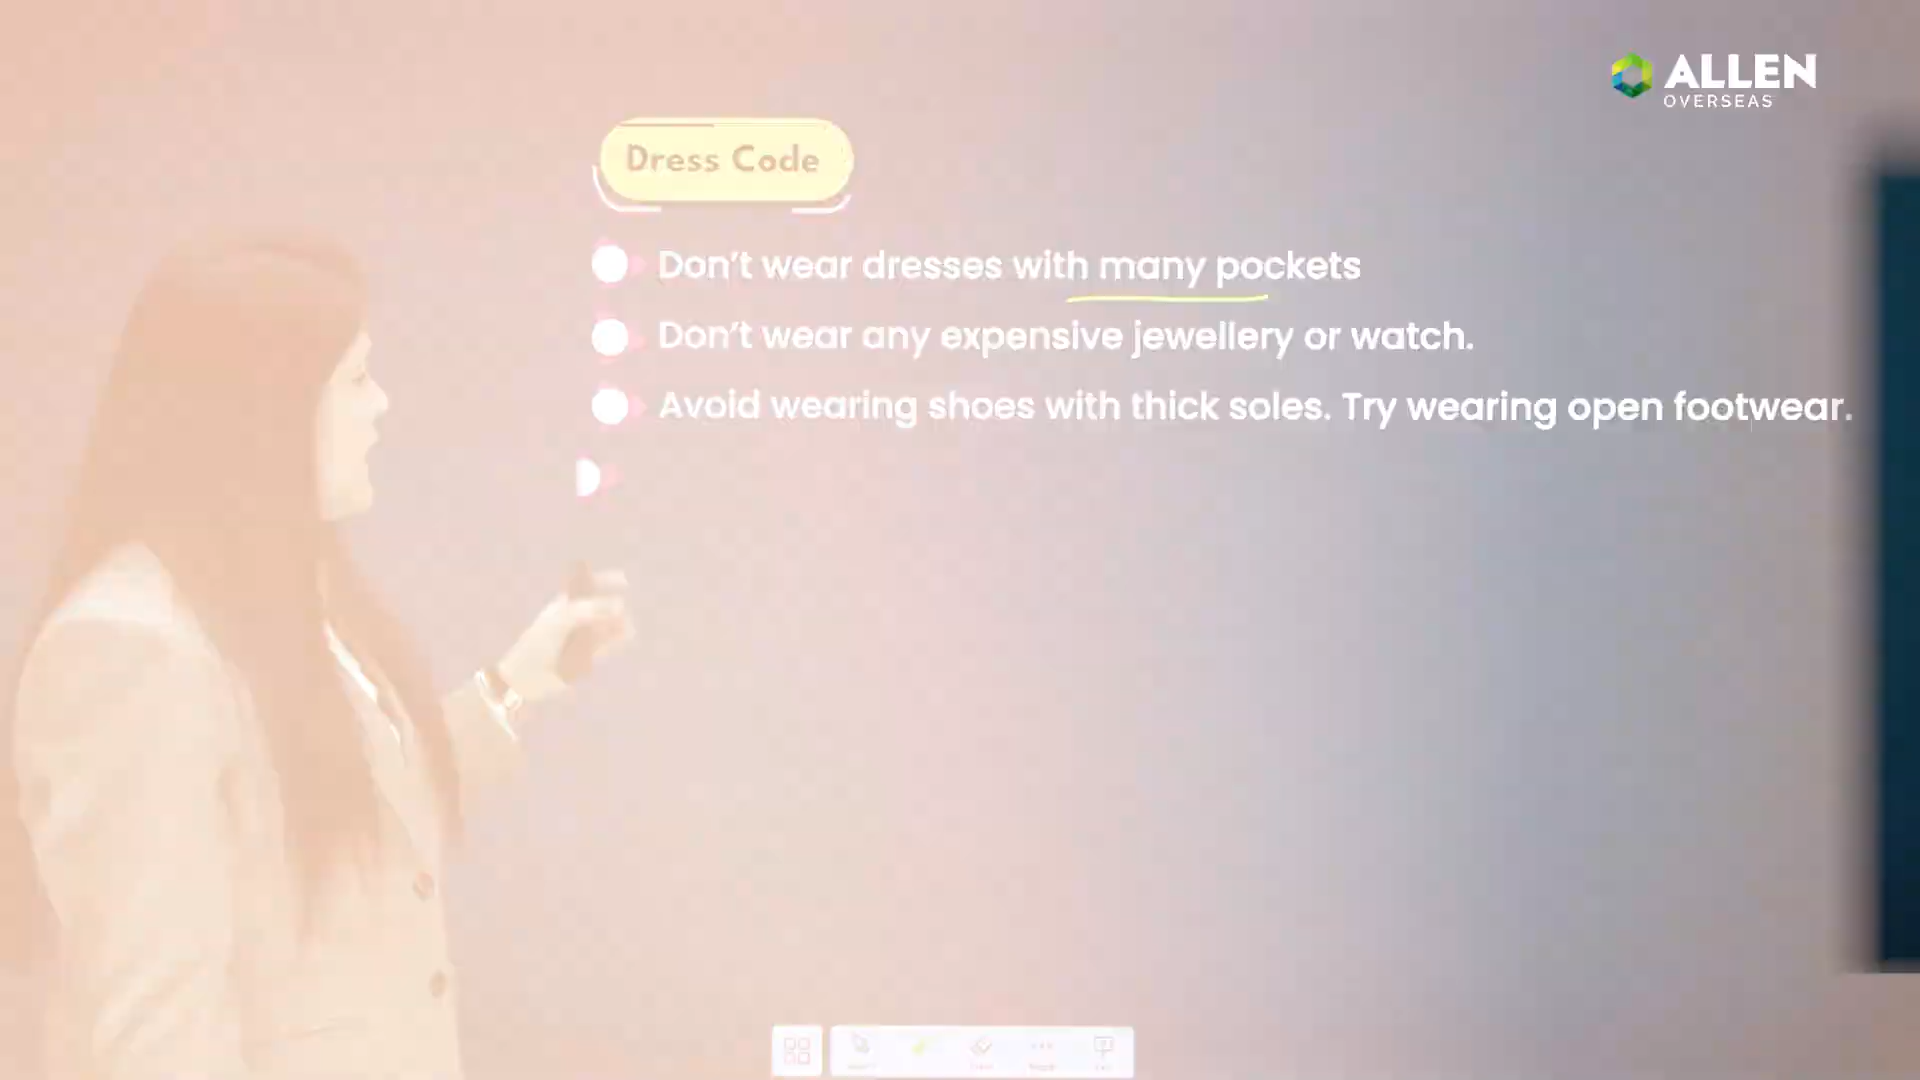 ALLEN
OVERSEAS
Dress Code
Don't wear dresses with many pockets
Don't wear any expensive jewellery or watch.
Avoid wearing shoes with thick soles. Try wearing open footwear.